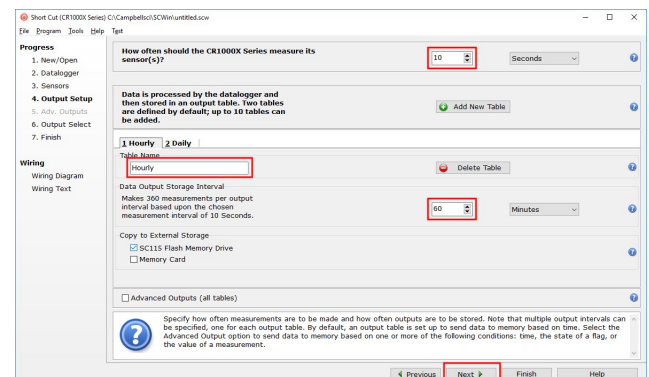 Short Cut (CR1000X Series) C:\Campbellsci\SCWin\untitled.scw
File Program Tools Help Test
Progress
1. New/Open
2. Datalogger
3. Sensors
4. Output Setup
5. Adv. Outputs
6. Output Select
7. Finish
Wiring
Wiring Diagram
Wiring Text
How often should the CR1000X Series measure its
sensor(s)?
10 Seconds
Data is processed by the datalogger and
then stored in an output table. Two tables
are defined by default; up to 10 tables can
be added.
Add New Table
1 Hourly 2 Daily
Table Name
Hourly
Delete Table
Data Output Storage Interval
Makes 360 measurements per output
interval based upon the chosen
measurement interval of 10 Seconds.
60 Minutes
Copy to External Storage
SC115 Flash Memory Drive
Memory Card
Advanced Outputs (all tables)
Specify how often measurements are to be made and how often outputs are to be stored. Note that multiple output intervals can
be specified, one for each output table. By default, an output table is set up to send data to memory based on time. Select the
Advanced Output option to send data to memory based on one or more of the following conditions: time, the state of a flag, or
the value of a measurement.
Previous Next Finish Help